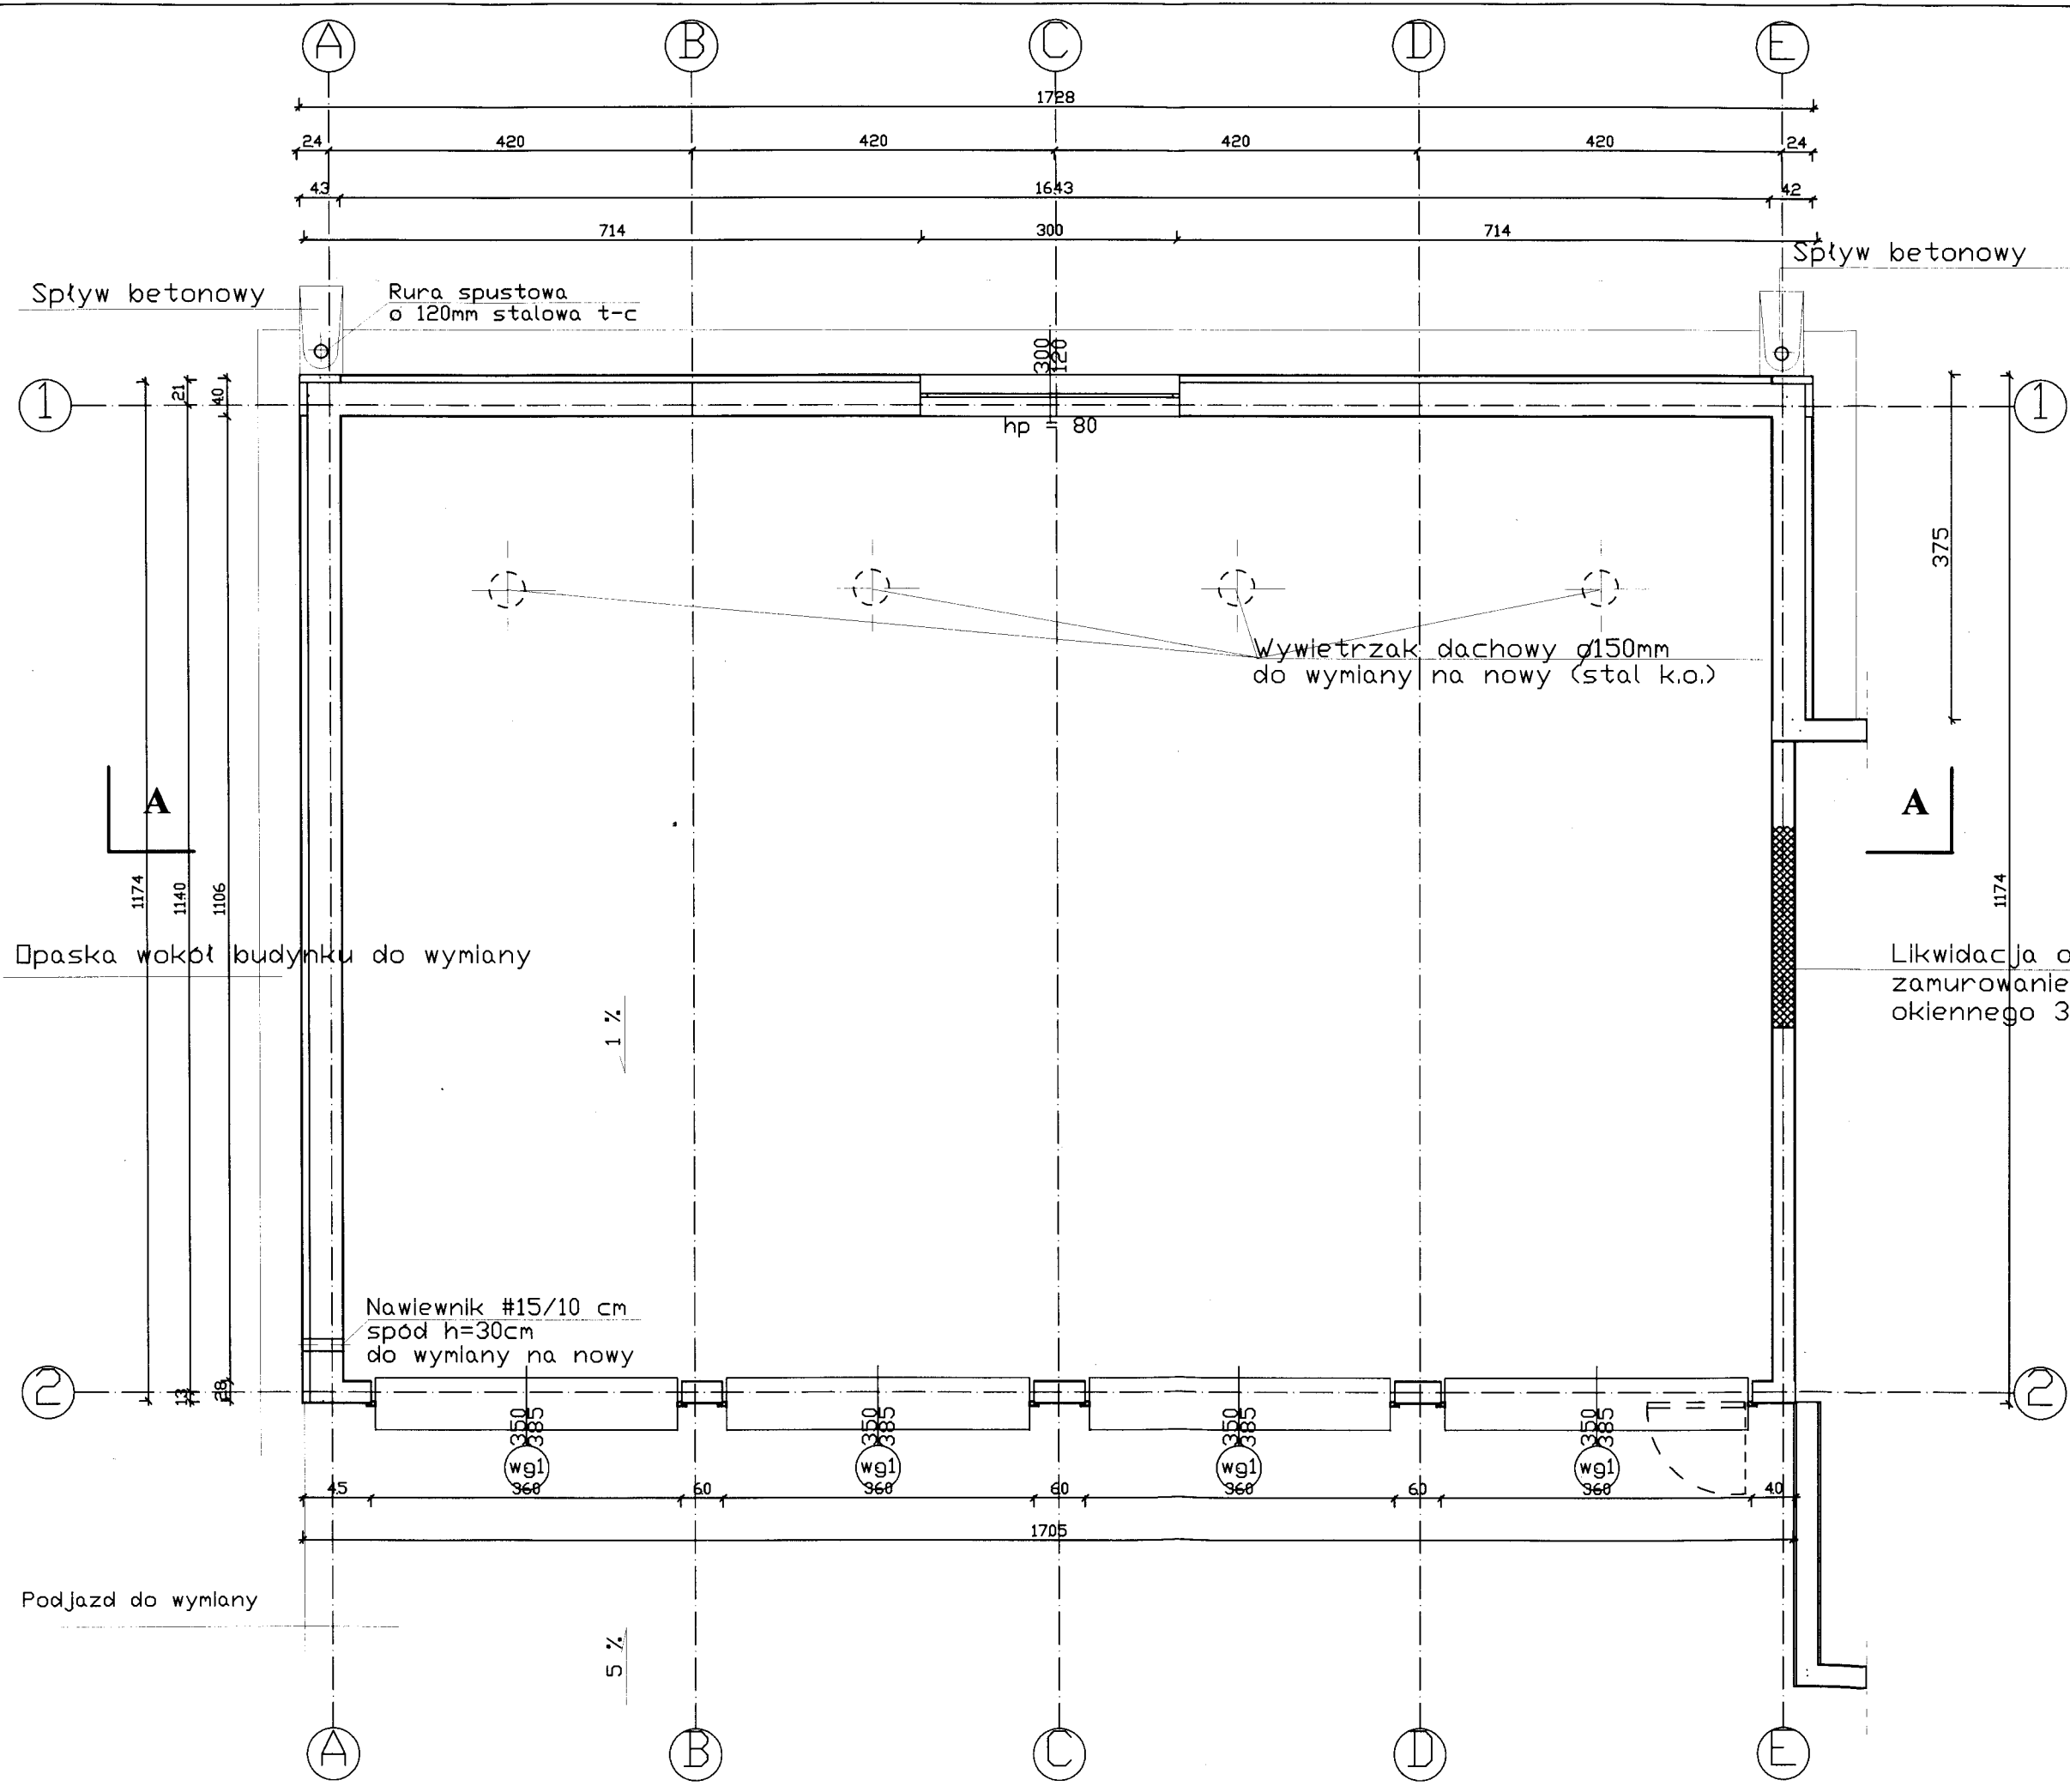 A B C D E
1728
24 420 420 420 420 24
43 1643 42
714 300 714
Spływ betonowy
Spływ betonowy
Rura spustowa
o 120mm stalowa t-c
300
120
hp = 80
1
1
21
40
375
Wywietrzak dachowy ø150mm
do wymiany na nowy (stal k.o.)
A
A
1174
1140
1106
1174
Opaska wokół budynku do wymiany
Likwidacja o
zamurowanie
okiennego 3
1 %
Nawiewnik #15/10 cm
spód h=30cm
do wymiany na nowy
2
2
13
28
350
385
350
385
350
385
350
385
wg1 wg1 wg1 wg1
45 360 60 360 60 360 60 360 40
1705
Podjazd do wymiany
5 %
A B C D E